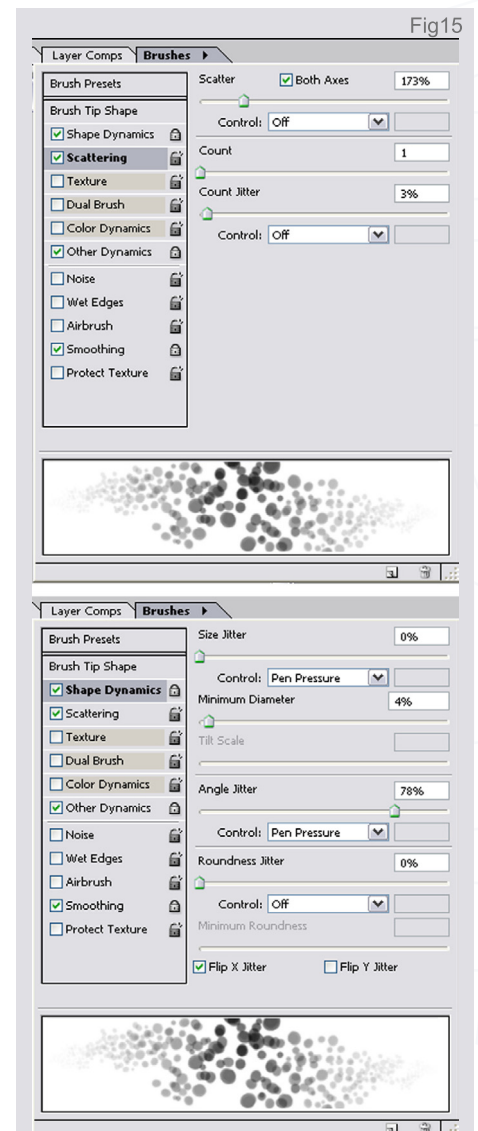 Fig15
Layer Comps Brushes
Brush Presets
Brush Tip Shape
Shape Dynamics
Scattering
Texture
Dual Brush
Color Dynamics
Other Dynamics
Noise
Wet Edges
Airbrush
Smoothing
Protect Texture
Scatter Both Axes 173%
Control: Off
Count 1
Count Jitter 3%
Control: Off
Layer Comps Brushes
Brush Presets
Brush Tip Shape
Shape Dynamics
Scattering
Texture
Dual Brush
Color Dynamics
Other Dynamics
Noise
Wet Edges
Airbrush
Smoothing
Protect Texture
Size Jitter 0%
Control: Pen Pressure
Minimum Diameter 4%
Tilt Scale
Angle Jitter 78%
Control: Pen Pressure
Roundness Jitter 0%
Control: Off
Minimum Roundness
Flip X Jitter Flip Y Jitter